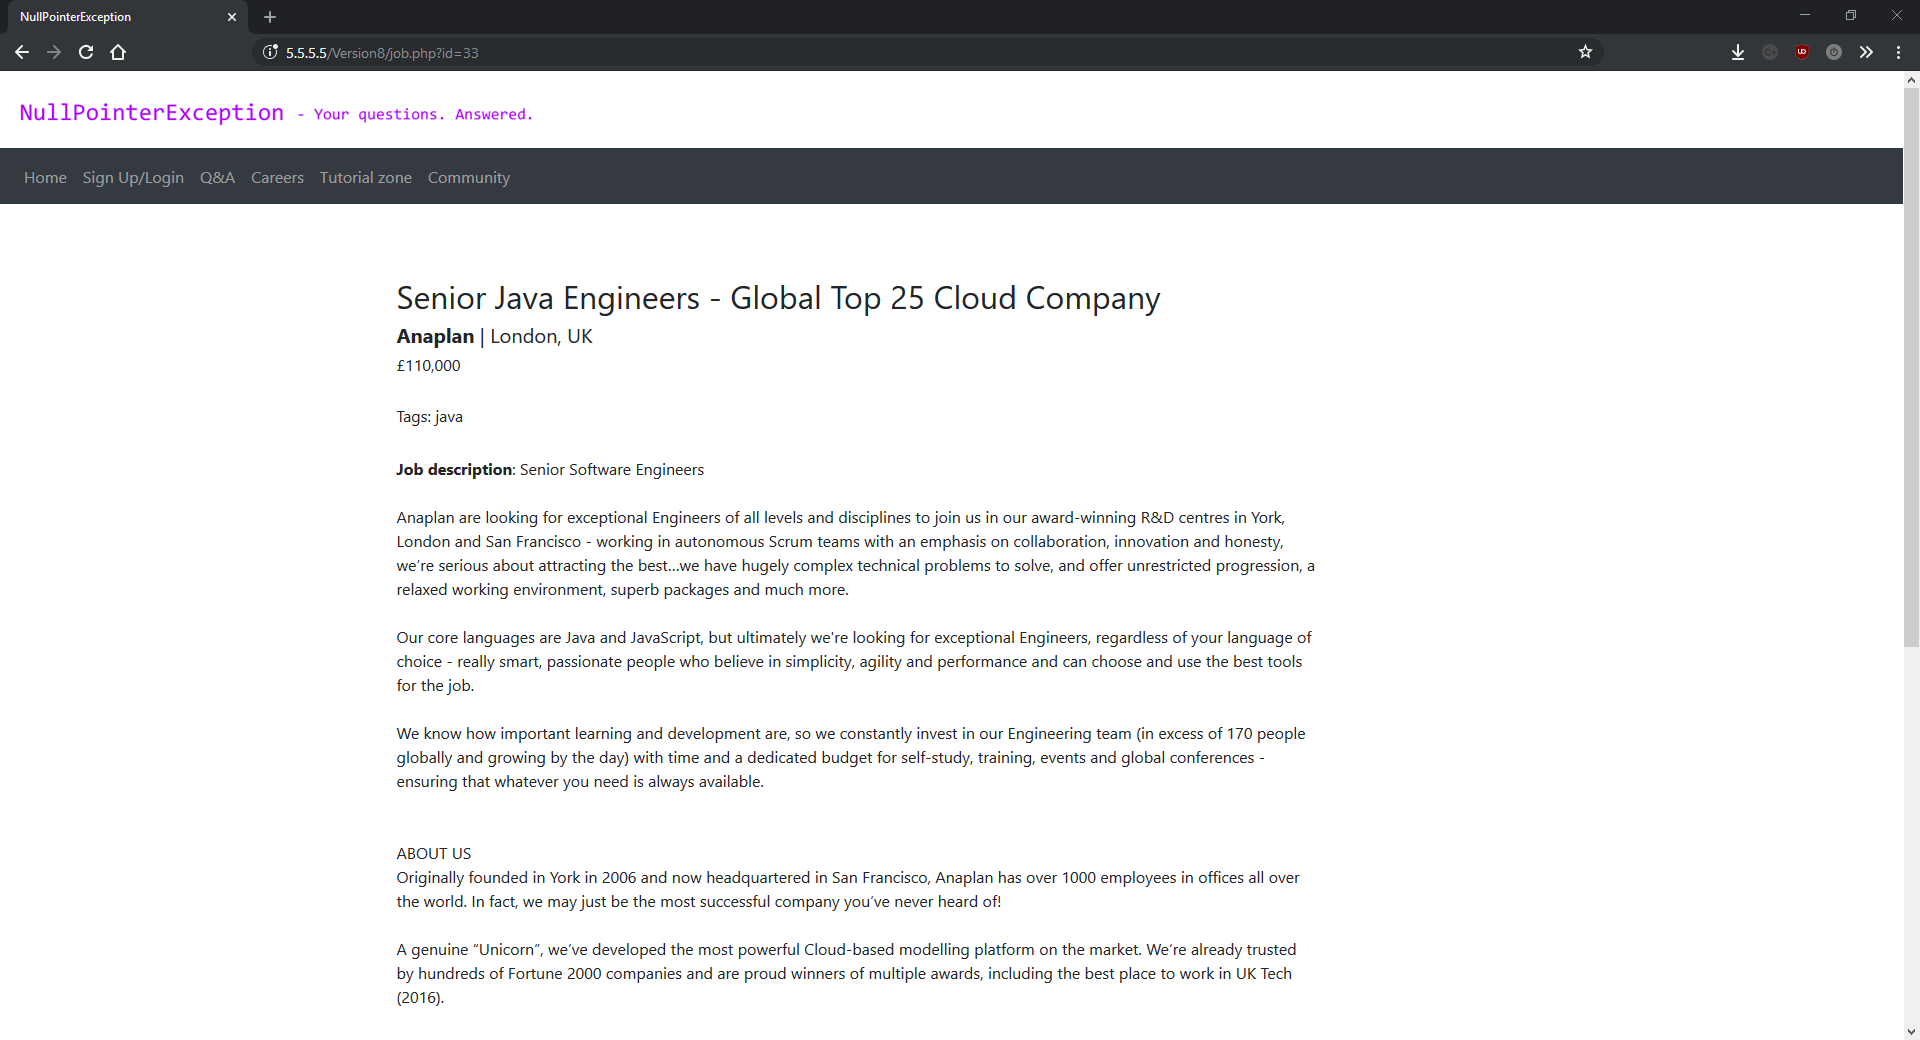 NullPointerException
5.5.5.5/Version8/job.php?id=33
NullPointerException - Your questions. Answered.
Home Sign Up/Login Q&A Careers Tutorial zone Community
Senior Java Engineers - Global Top 25 Cloud Company
Anaplan | London, UK
£110,000
Tags: java
Job description: Senior Software Engineers
Anaplan are looking for exceptional Engineers of all levels and disciplines to join us in our award-winning R&D centres in York,
London and San Francisco - working in autonomous Scrum teams with an emphasis on collaboration, innovation and honesty,
we’re serious about attracting the best...we have hugely complex technical problems to solve, and offer unrestricted progression, a
relaxed working environment, superb packages and much more.
Our core languages are Java and JavaScript, but ultimately we're looking for exceptional Engineers, regardless of your language of
choice - really smart, passionate people who believe in simplicity, agility and performance and can choose and use the best tools
for the job.
We know how important learning and development are, so we constantly invest in our Engineering team (in excess of 170 people
globally and growing by the day) with time and a dedicated budget for self-study, training, events and global conferences -
ensuring that whatever you need is always available.
ABOUT US
Originally founded in York in 2006 and now headquartered in San Francisco, Anaplan has over 1000 employees in offices all over
the world. In fact, we may just be the most successful company you’ve never heard of!
A genuine “Unicorn”, we’ve developed the most powerful Cloud-based modelling platform on the market. We’re already trusted
by hundreds of Fortune 2000 companies and are proud winners of multiple awards, including the best place to work in UK Tech
(2016).